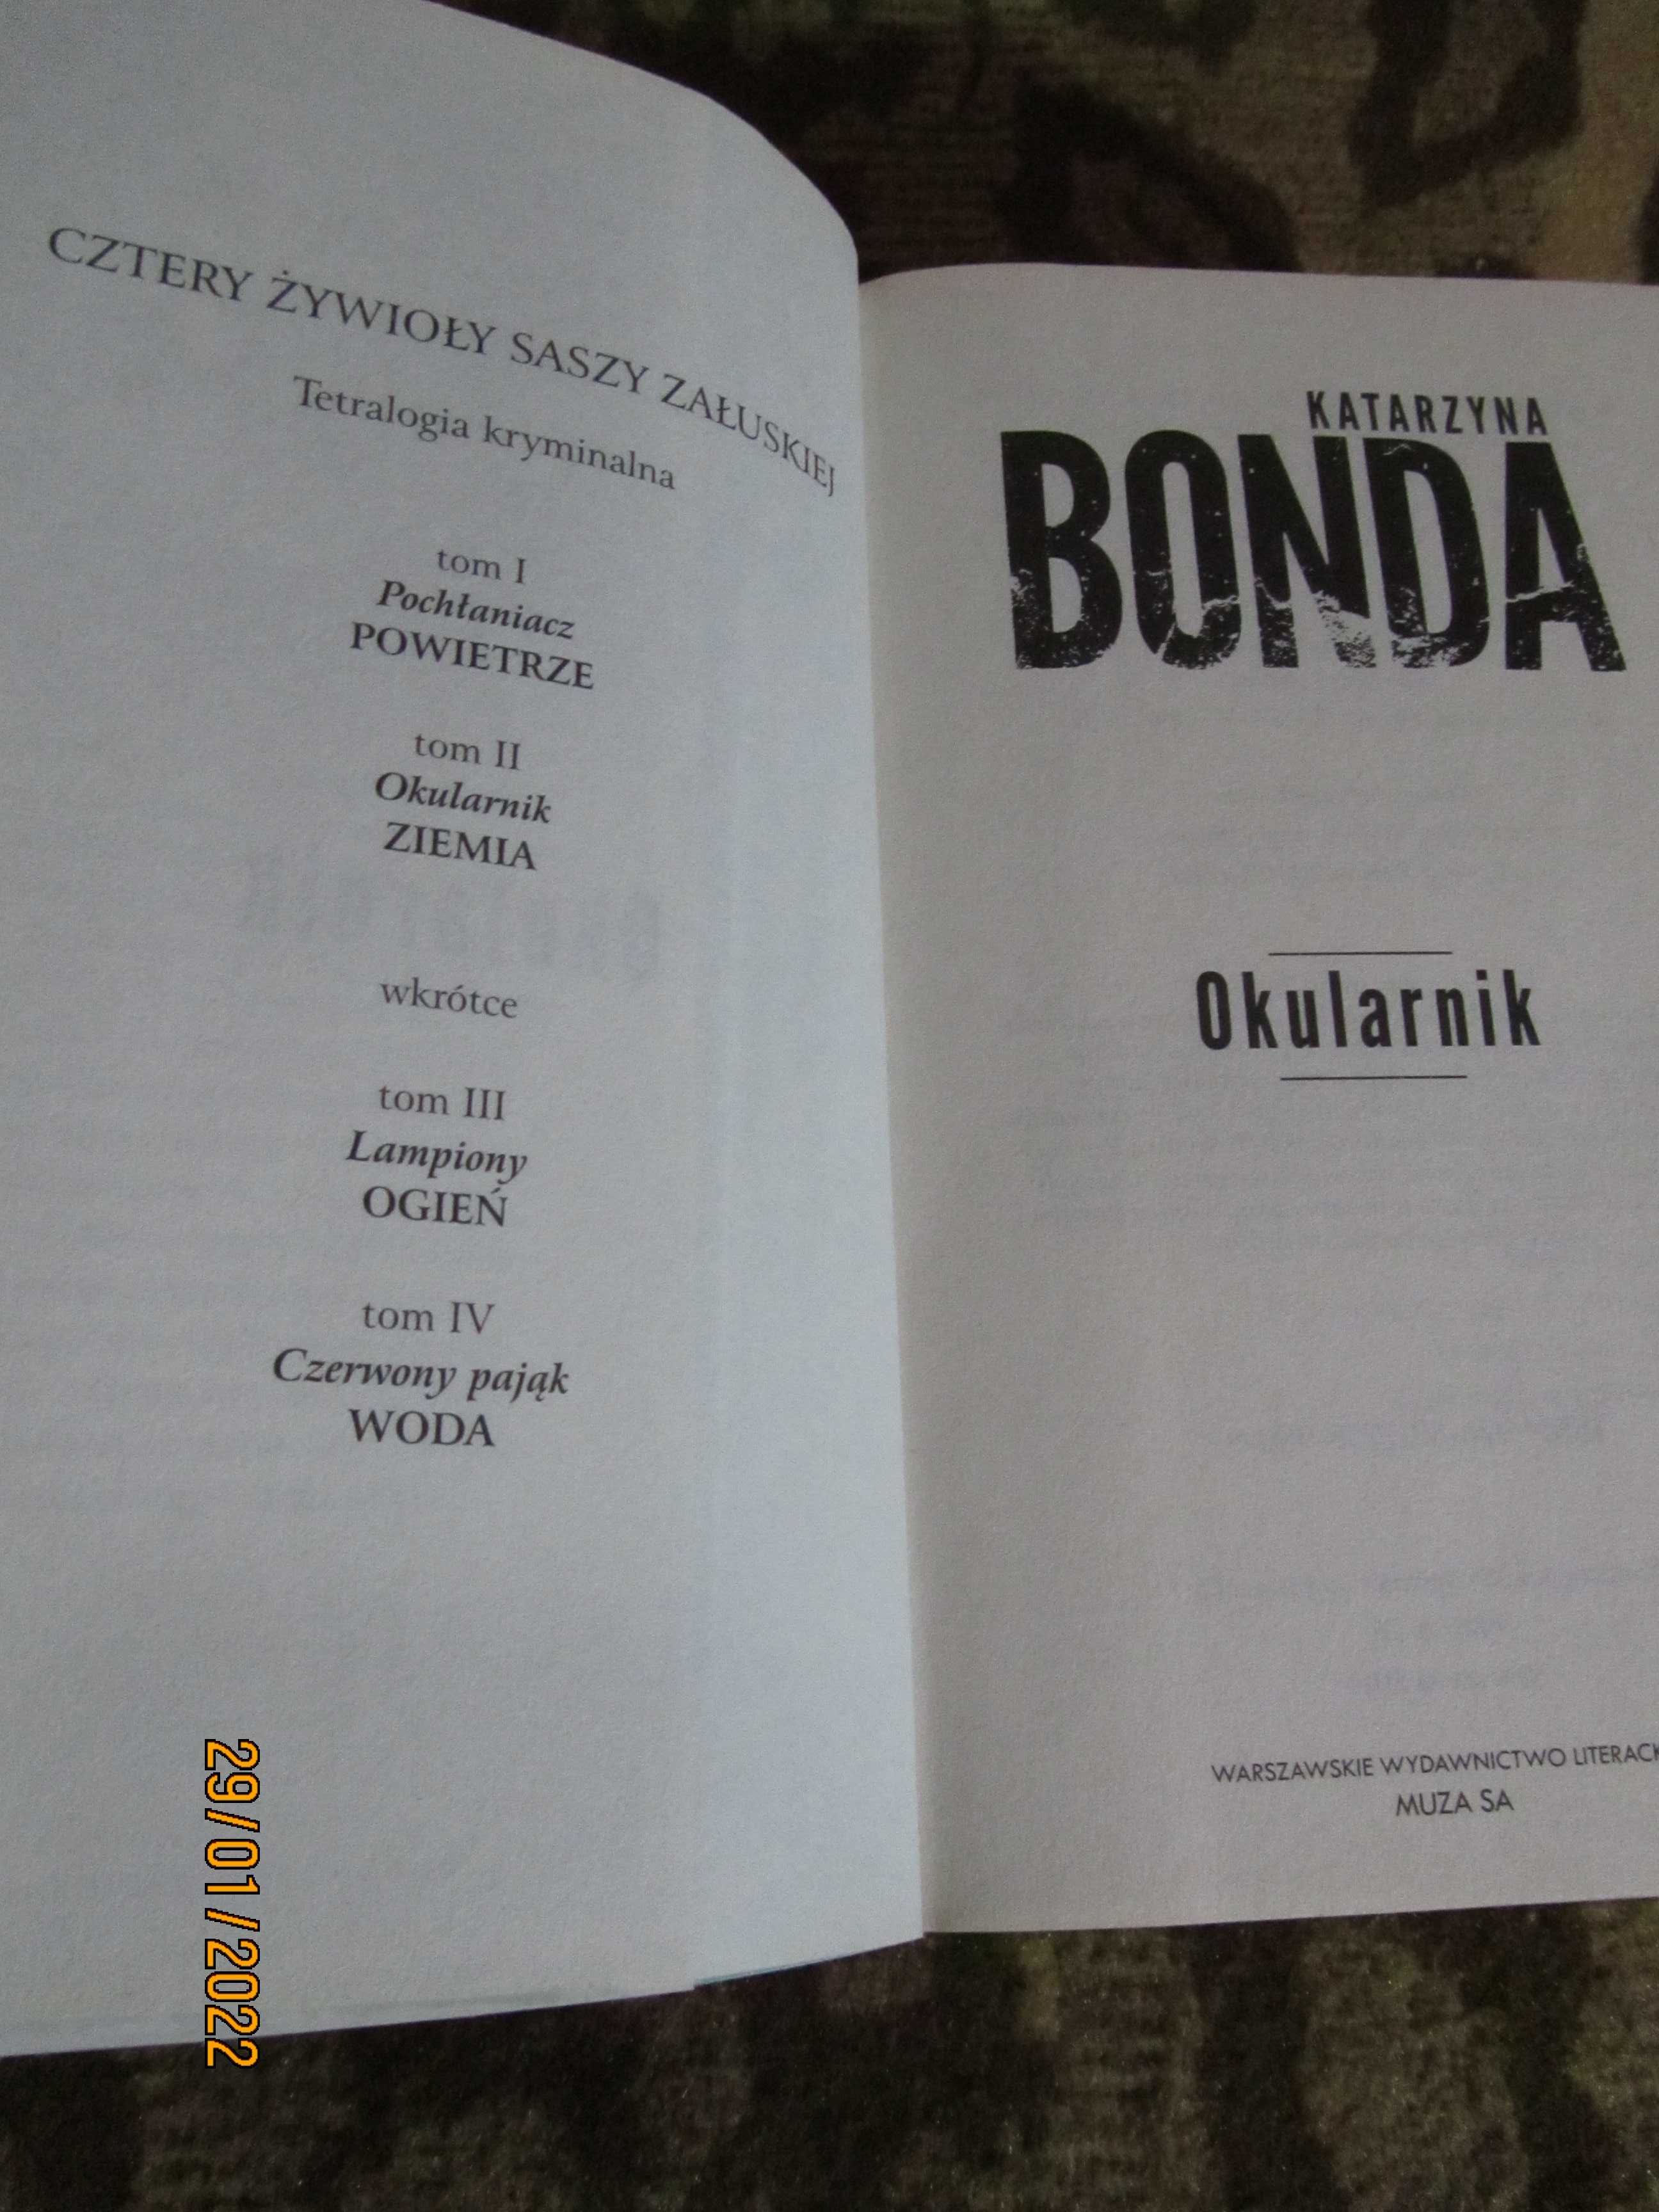 CZTERY ŻYWIOŁY SASZY ZAŁUSKIEJ
Tetralogia kryminalna
tom I
Pochłaniacz
POWIETRZE
tom II
Okularnik
ZIEMIA
wkrótce
tom III
Lampiony
OGIEŃ
tom IV
Czerwony pająk
WODA
KATARZYNA
BONDA
Okularnik
WARSZAWSKIE WYDAWNICTWO LITERACK
MUZA SA
29/01/2022